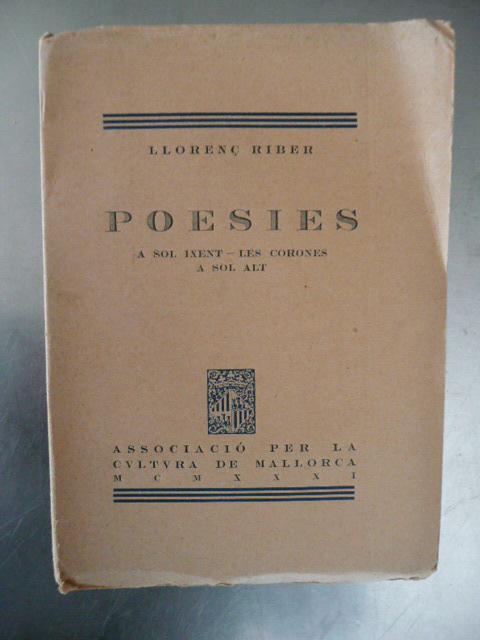 LLORENÇ RIBER
POESIES
A SOL IXENT – LES CORONES
A SOL ALT
ASSOCIACIÓ PER LA
CVLTVRA DE MALLORCA
MCMXXXI